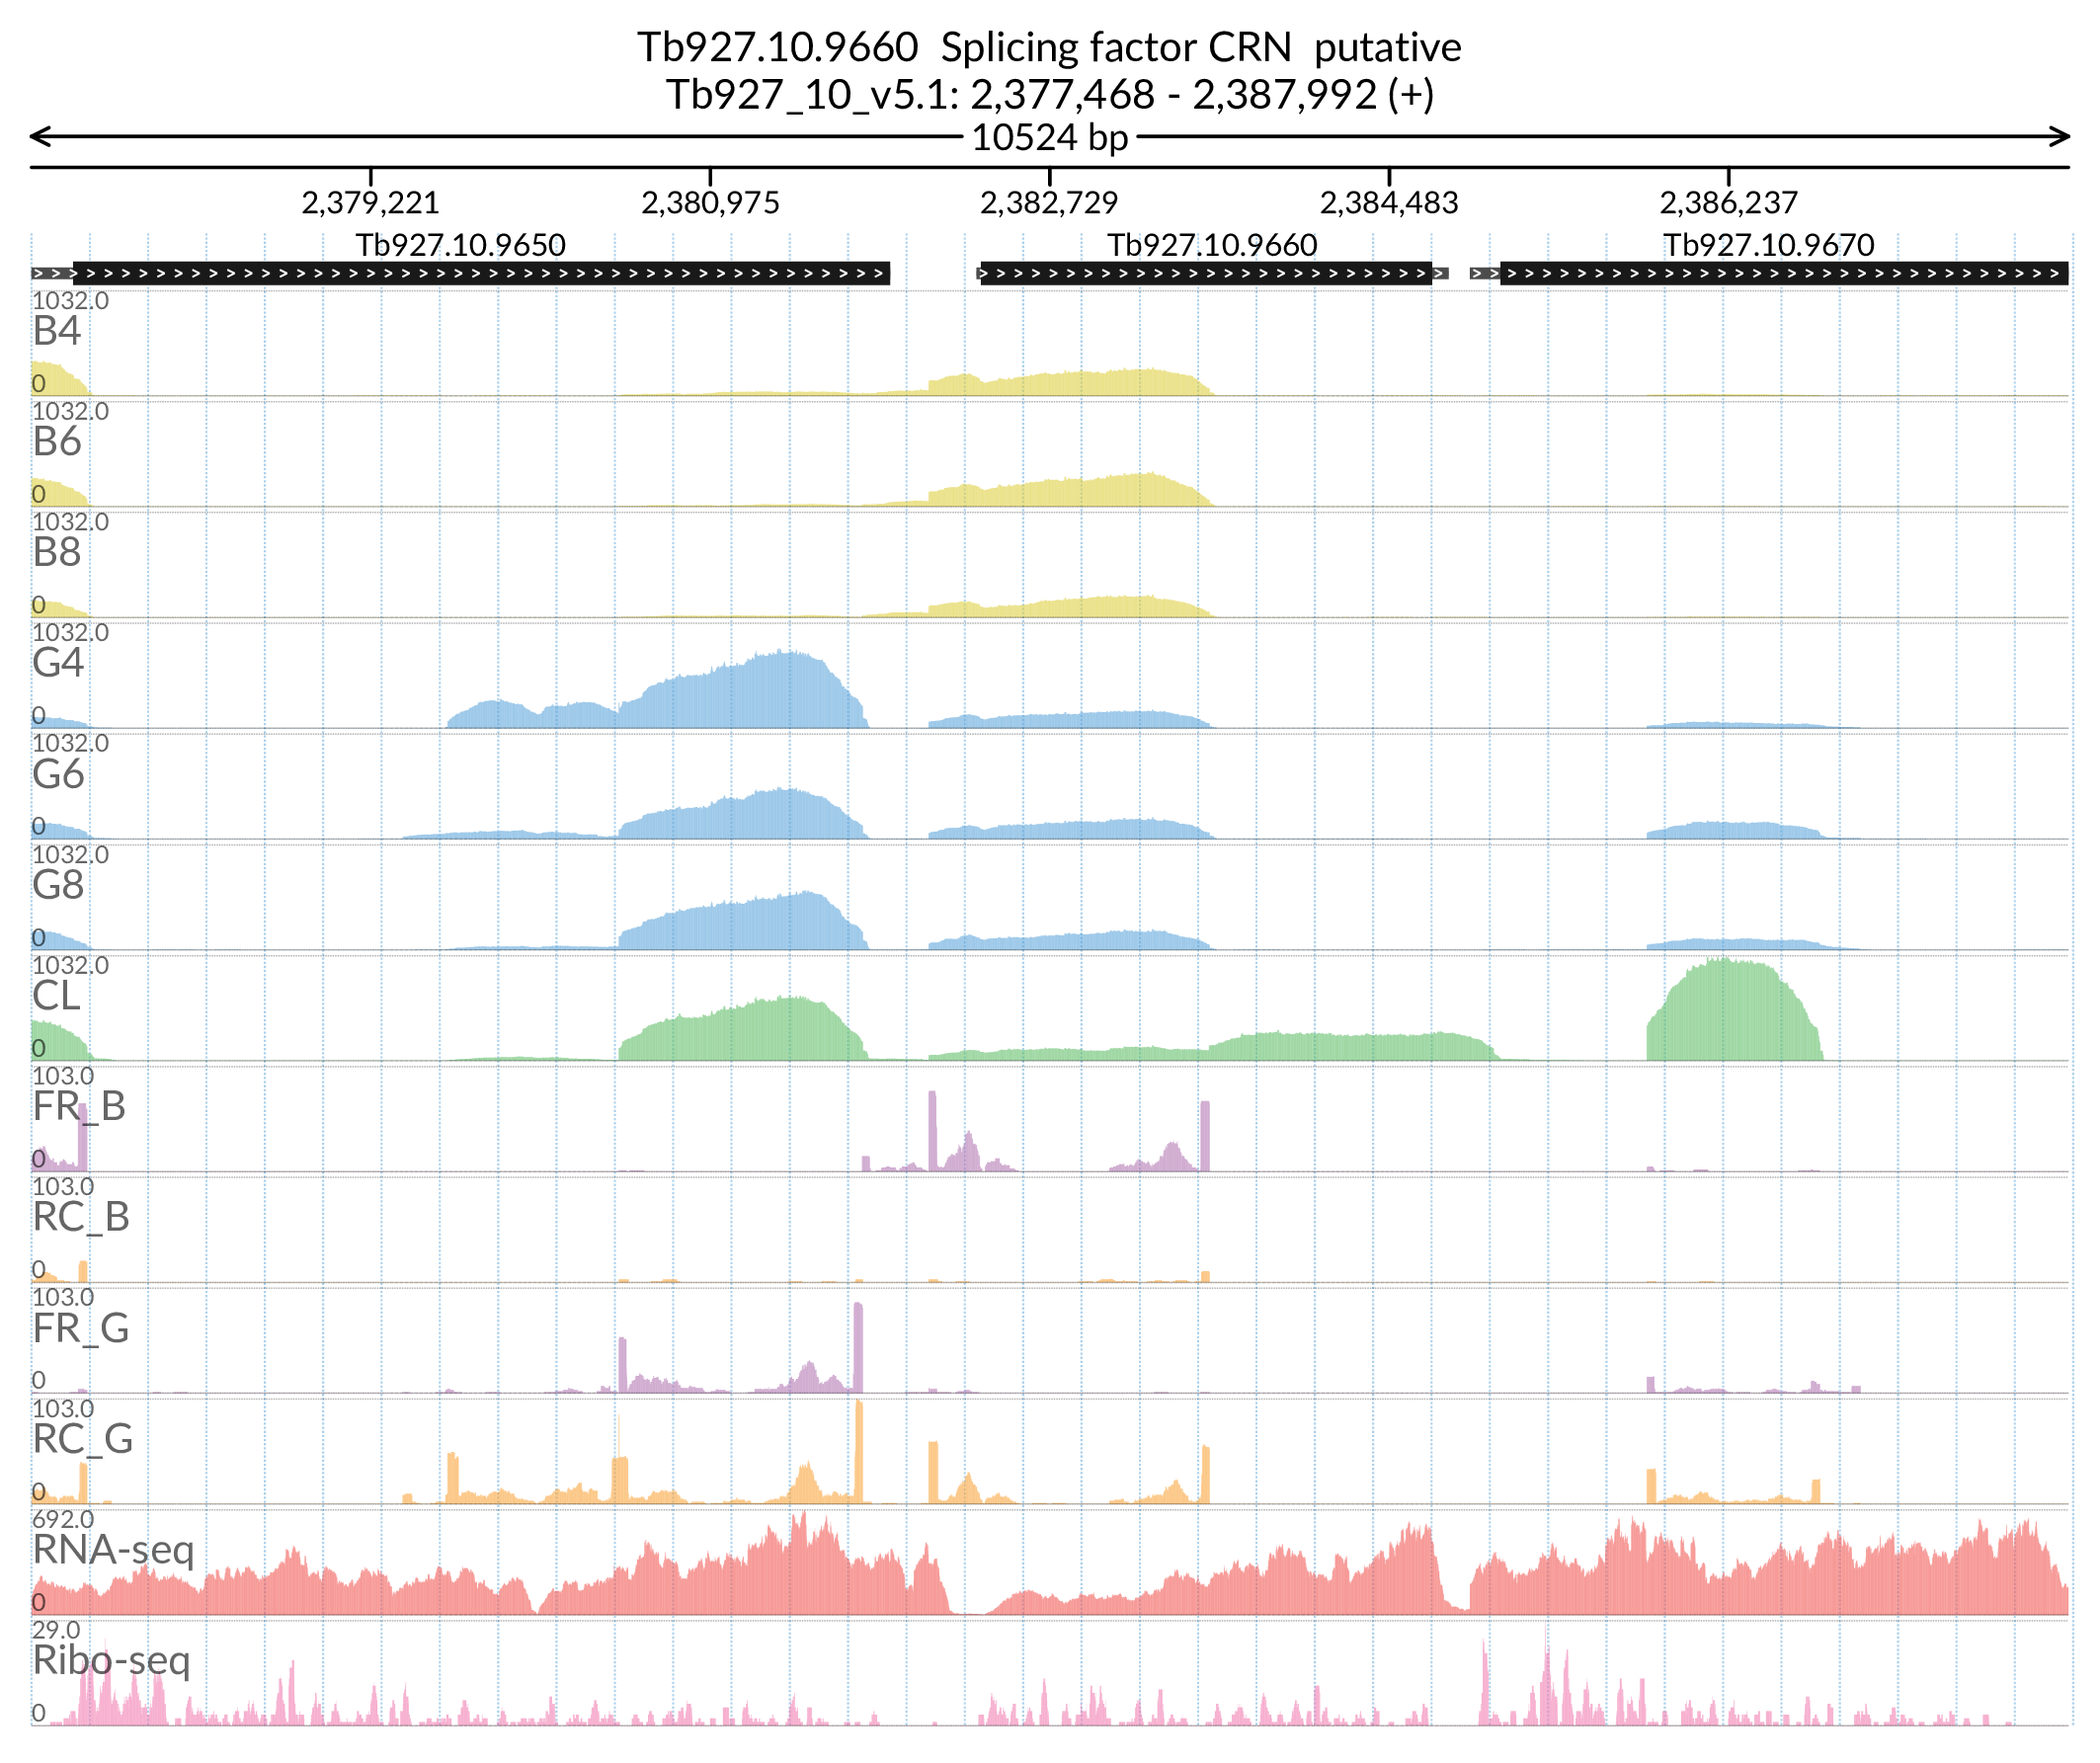 Tb927.10.9660  Splicing factor CRN  putative
Tb927_10_v5.1: 2,377,468 - 2,387,992 (+)
10524 bp
2,379,221 2,380,975 2,382,729 2,384,483 2,386,237
Tb927.10.9650 Tb927.10.9660 Tb927.10.9670
1032.0
B4
0
1032.0
B6
0
1032.0
B8
0
1032.0
G4
0
1032.0
G6
0
1032.0
G8
0
1032.0
CL
0
103.0
FR_B
0
103.0
RC_B
0
103.0
FR_G
0
103.0
RC_G
0
692.0
RNA-seq
0
29.0
Ribo-seq
0